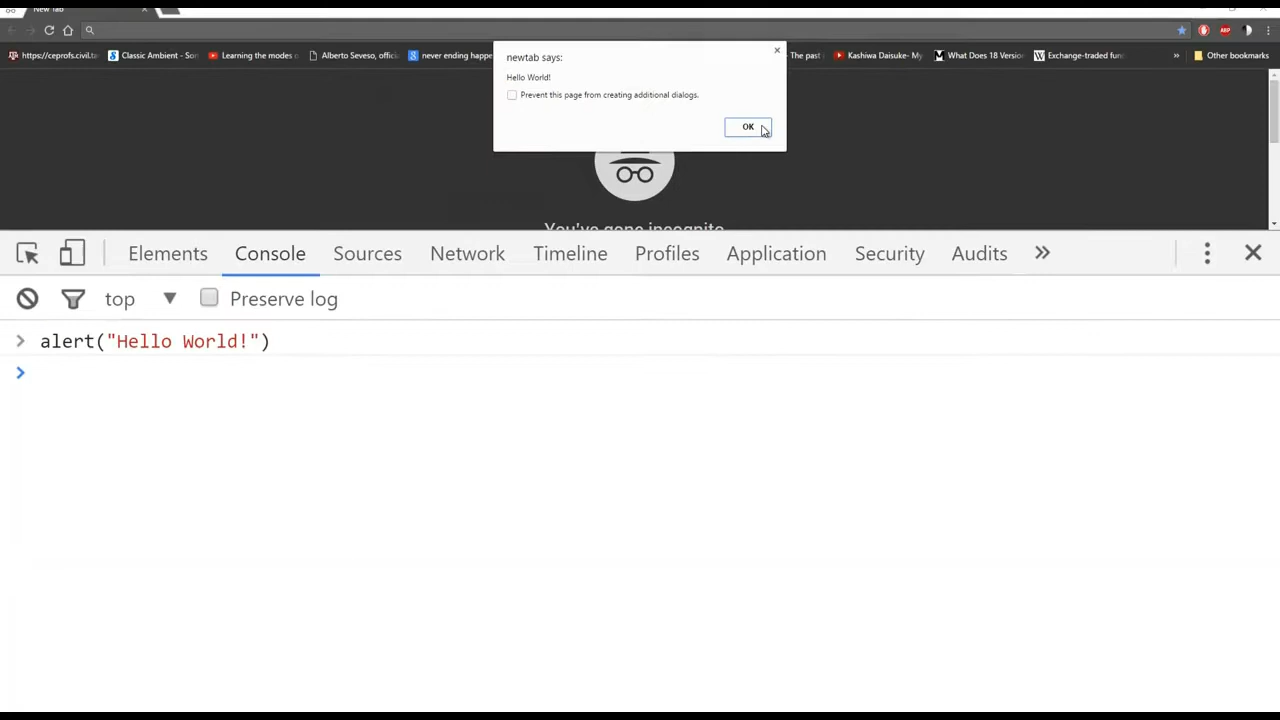 New Tab
https://ceprofs.civil.ta Classic Ambient - Son Learning the modes o Alberto Seveso, offici never ending happe - The past Kashiwa Daisuke- My What Does 18 Version Exchange-traded fun » Other bookmarks
newtab says:
Hello World!
Prevent this page from creating additional dialogs.
OK
You've gone incognito
Elements Console Sources Network Timeline Profiles Application Security Audits »
top Preserve log
> alert("Hello World!")
>